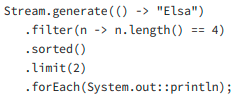 Stream.generate(() -> "Elsa")
   .filter(n -> n.length() == 4)
   .sorted()
   .limit(2)
   .forEach(System.out::println);